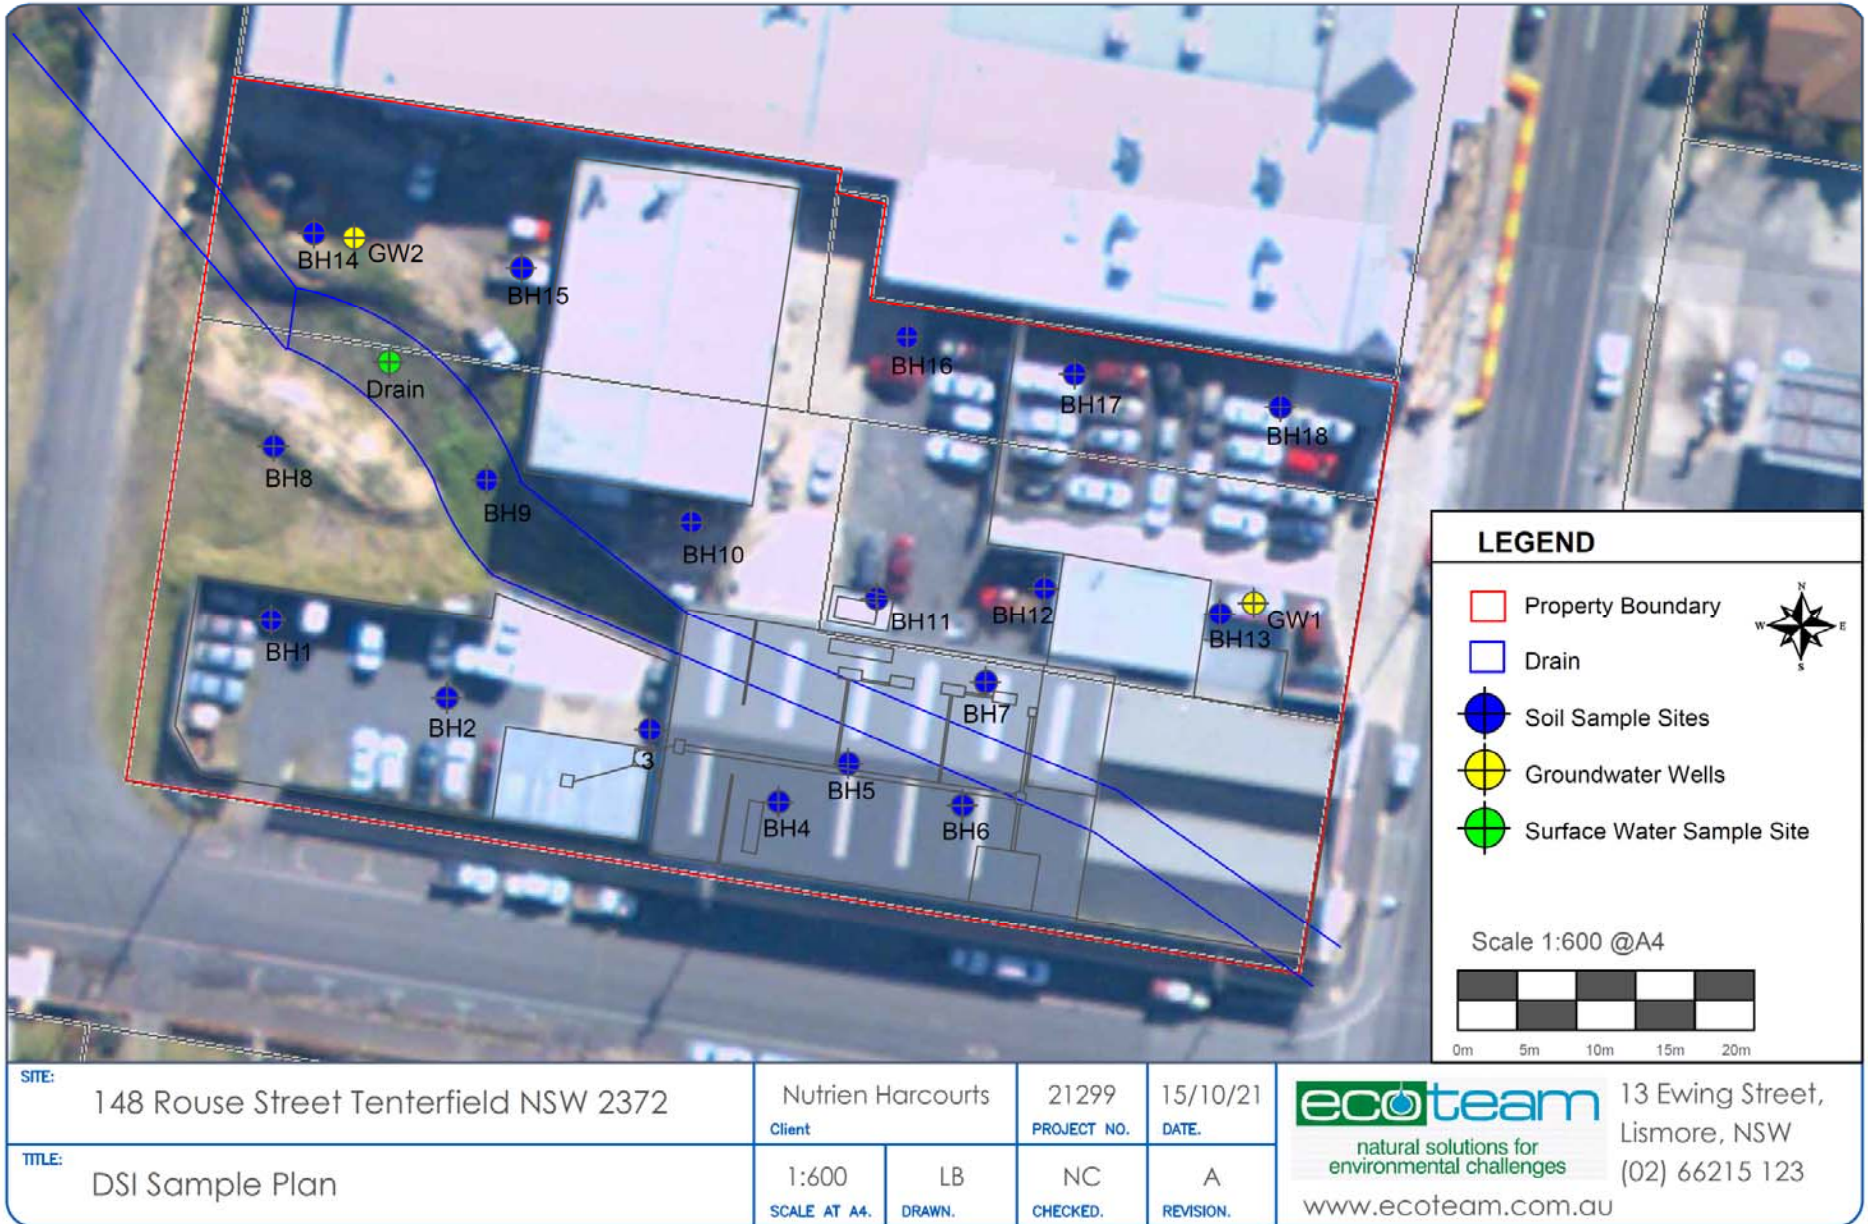 BH14
GW2
BH15
Drain
BH16
BH17
BH18
BH8
BH9
BH10
BH11
BH12
BH13
GW1
BH1
BH2
3
BH7
BH5
BH4
BH6
LEGEND
Property Boundary
Drain
Soil Sample Sites
Groundwater Wells
Surface Water Sample Site
N
W
E
S
Scale 1:600 @A4
0m 5m 10m 15m 20m
SITE:
148 Rouse Street Tenterfield NSW 2372
TITLE:
DSI Sample Plan
Nutrien Harcourts
Client
21299
PROJECT NO.
15/10/21
DATE.
1:600
SCALE AT A4.
LB
DRAWN.
NC
CHECKED.
A
REVISION.
ecoteam
natural solutions for
environmental challenges
www.ecoteam.com.au
13 Ewing Street,
Lismore, NSW
(02) 66215 123